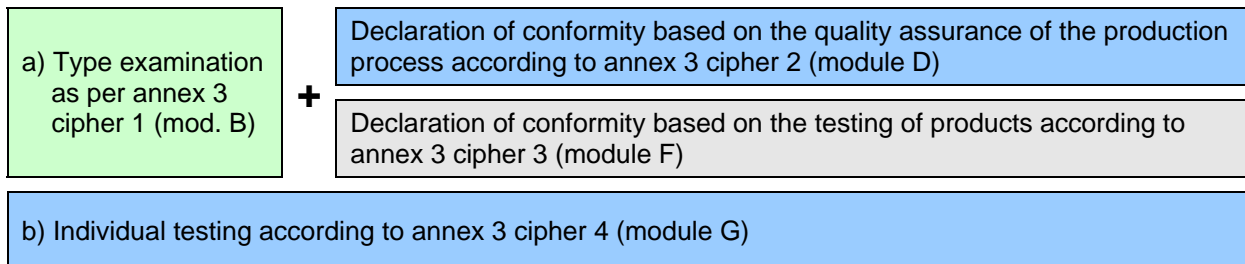 a) Type examination
as per annex 3
cipher 1 (mod. B)
+
Declaration of conformity based on the quality assurance of the production
process according to annex 3 cipher 2 (module D)
Declaration of conformity based on the testing of products according to
annex 3 cipher 3 (module F)
b) Individual testing according to annex 3 cipher 4 (module G)